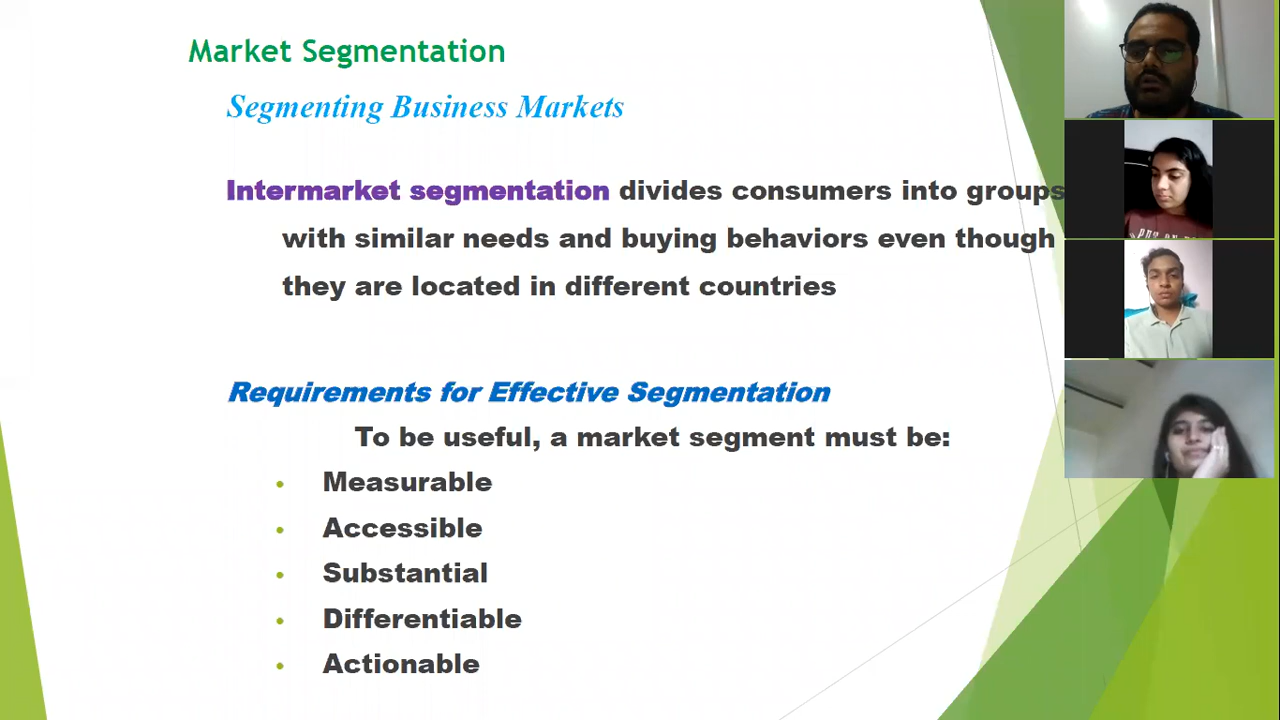 Market Segmentation
Segmenting Business Markets
Intermarket segmentation divides consumers into groups
with similar needs and buying behaviors even though
they are located in different countries
Requirements for Effective Segmentation
To be useful, a market segment must be:
• Measurable
• Accessible
• Substantial
• Differentiable
• Actionable